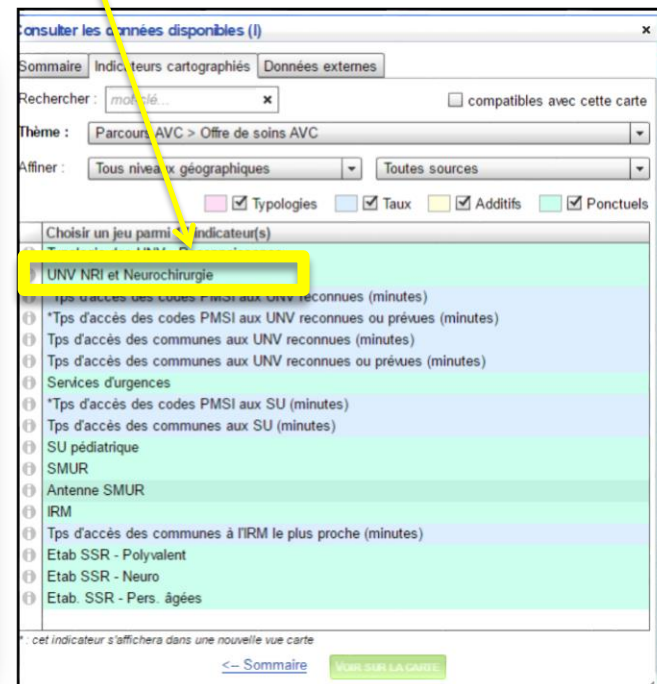 Consulter les données disponibles (I) ×
Sommaire Indicateurs cartographiés Données externes
Rechercher : mot-clé... × compatibles avec cette carte
Thème : Parcours AVC > Offre de soins AVC
Affiner : Tous niveaux géographiques Toutes sources
Typologies Taux Additifs Ponctuels
Choisir un jeu parmi indicateur(s)
UNV NRI et Neurochirurgie
*Tps d'accès des codes PMSI aux UNV reconnues (minutes)
*Tps d'accès des codes PMSI aux UNV reconnues ou prévues (minutes)
Tps d'accès des communes aux UNV reconnues (minutes)
Tps d'accès des communes aux UNV reconnues ou prévues (minutes)
Services d'urgences
*Tps d'accès des codes PMSI aux SU (minutes)
Tps d'accès des communes aux SU (minutes)
SU pédiatrique
SMUR
Antenne SMUR
IRM
Tps d'accès des communes à l'IRM le plus proche (minutes)
Etab SSR - Polyvalent
Etab SSR - Neuro
Etab. SSR - Pers. âgées
* : cet indicateur s'affichera dans une nouvelle vue carte
<-- Sommaire VOIR SUR LA CARTE